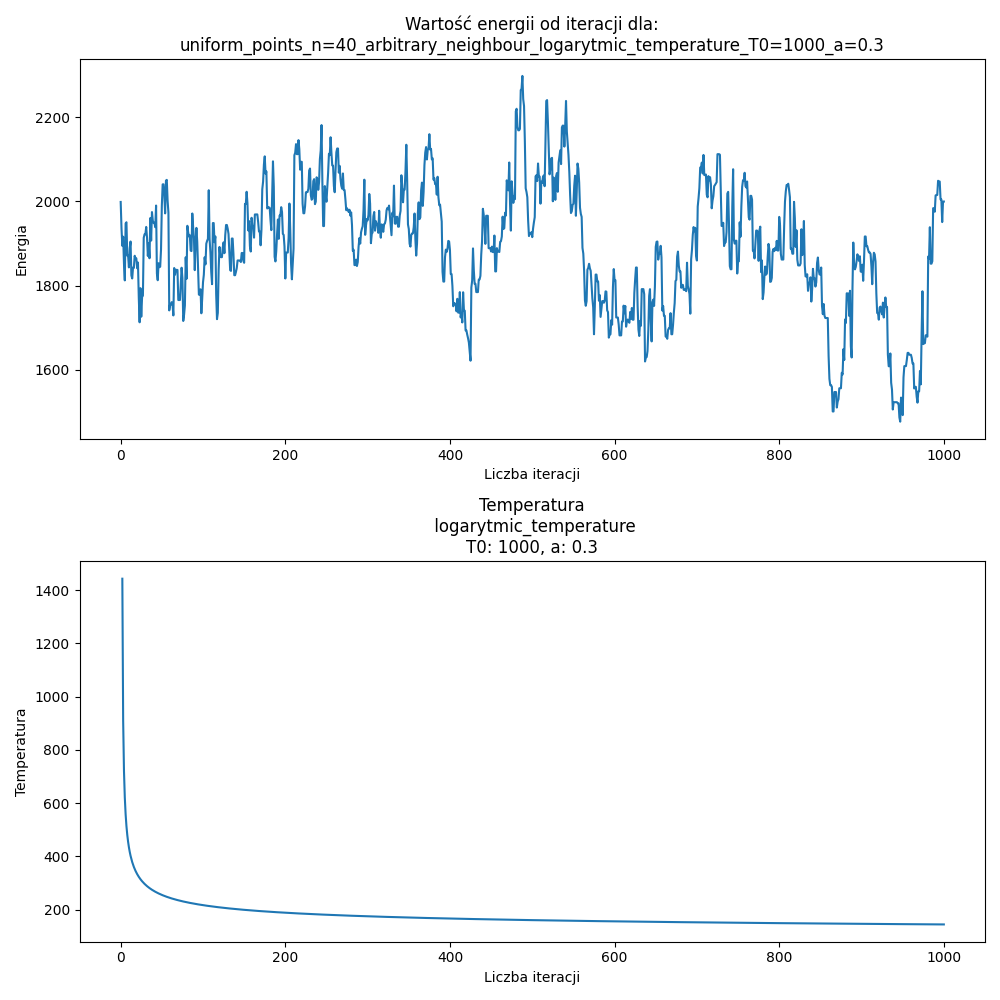 Wartość energii od iteracji dla:
uniform_points_n=40_arbitrary_neighbour_logarytmic_temperature_T0=1000_a=0.3
2200
2000
1800
1600
Energia
0 200 400 600 800 1000
Liczba iteracji
Temperatura
logarytmic_temperature
T0: 1000, a: 0.3
1400
1200
1000
800
600
400
200
Temperatura
0 200 400 600 800 1000
Liczba iteracji